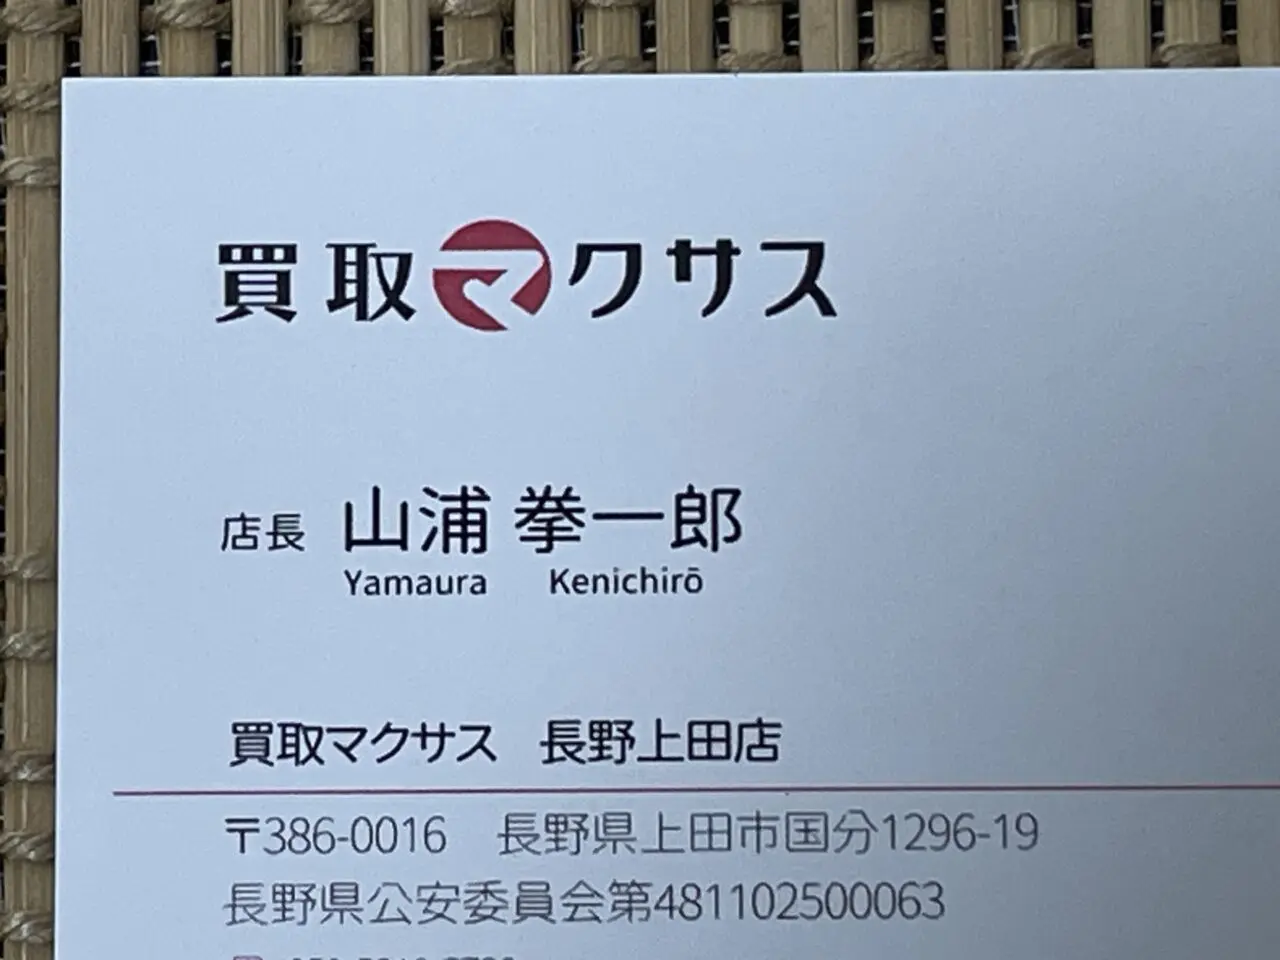 買取マクサス
店長 山浦 拳一郎
Yamaura Kenichirō
買取マクサス 長野上田店
〒386-0016 長野県上田市国分1296-19
長野県公安委員会第481102500063